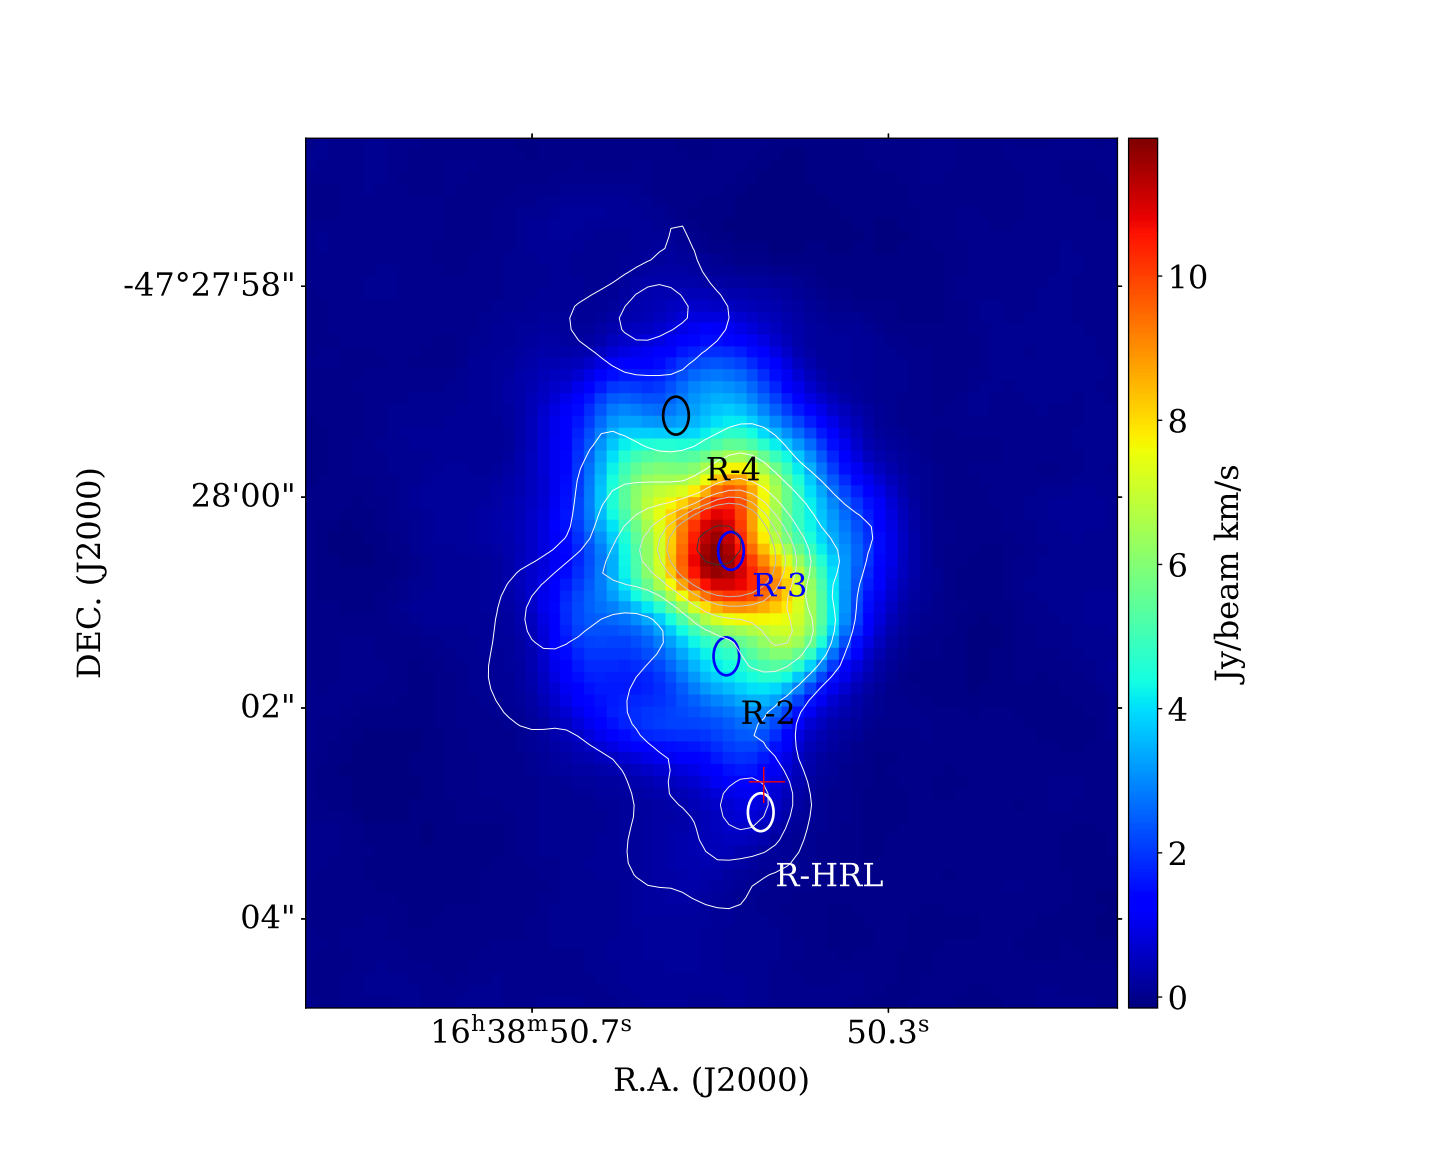 -47°27'58"
28'00"
02"
04"
DEC. (J2000)
R-4
R-3
R-2
R-HRL
16ʰ38ᵐ50.7ˢ
50.3ˢ
R.A. (J2000)
10
8
6
4
2
0
Jy/beam km/s